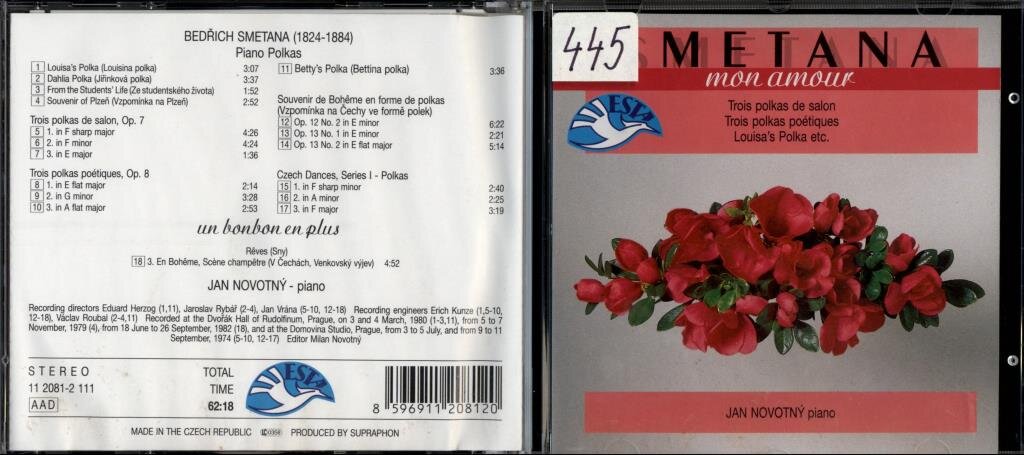 BEDŘICH SMETANA (1824-1884)
Piano Polkas
1 Louisa's Polka (Louisina polka) 3:07
2 Dahlia Polka (Jiřinková polka) 3:37
3 From the Students' Life (Ze studentského života) 1:52
4 Souvenir of Plzeň (Vzpomínka na Plzeň) 2:52
Trois polkas de salon, Op. 7
5 1. in F sharp major 4:26
6 2. in F minor 4:24
7 3. in E major 1:36
Trois polkas poétiques, Op. 8
8 1. in E flat major 2:14
9 2. in G minor 3:28
10 3. in A flat major 2:53
11 Betty's Polka (Bettina polka) 3:36
Souvenir de Bohême en forme de polkas
(Vzpomínka na Čechy ve formě polek)
12 Op. 12 No. 2 in E minor 6:22
13 Op. 13 No. 1 in E minor 2:21
14 Op. 13 No. 2 in E flat major 5:14
Czech Dances, Series I - Polkas
15 1. in F sharp minor 2:40
16 2. in A minor 2:25
17 3. in F major 3:19
un bonbon en plus
Rêves (Sny)
18 3. En Bohême, Scène champêtre (V Čechách, Venkovský výjev) 4:52
JAN NOVOTNÝ - piano
Recording directors Eduard Herzog (1,11), Jaroslav Rybář (2-4), Jan Vrána (5-10, 12-18) Recording engineers Erich Kunze (1,5-10,
12-18), Václav Roubal (2-4,11) Recorded at the Dvořák Hall of Rudolfinum, Prague, on 3 and 4 March, 1980 (1-3,11), from 5 to 7
November, 1979 (4), from 18 June to 26 September, 1982 (18), and at the Domovina Studio, Prague, from 3 to 5 July, and from 9 to 11
September, 1974 (5-10, 12-17) Editor Milan Novotný
STEREO
11 2081-2 111
AAD
TOTAL
TIME
62:18
ESTA
8 596911 208120
MADE IN THE CZECH REPUBLIC PRODUCED BY SUPRAPHON
445
SMETANA
mon amour
ESTA
Trois polkas de salon
Trois polkas poétiques
Louisa's Polka etc.
JAN NOVOTNÝ piano